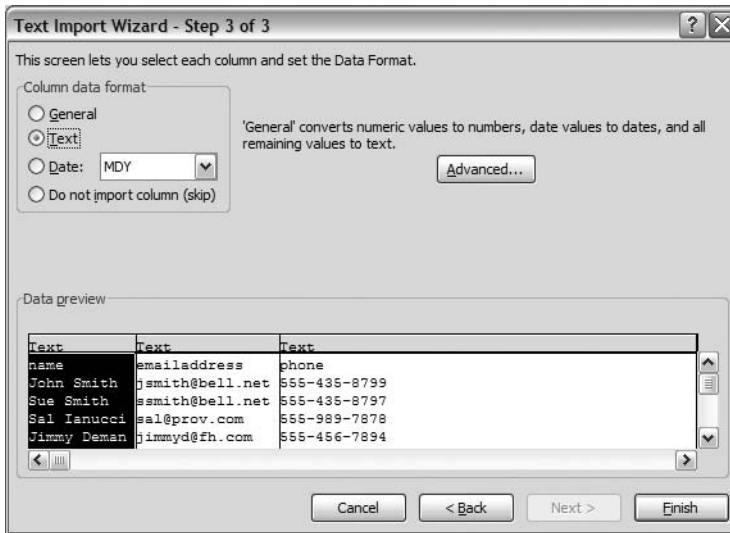 Text Import Wizard - Step 3 of 3
This screen lets you select each column and set the Data Format.
Column data format
General
Text
Date: MDY
Do not import column (skip)
'General' converts numeric values to numbers, date values to dates, and all
remaining values to text.
Advanced...
Data preview
Text Text Text
name emailaddress phone
John Smith jsmith@bell.net 555-435-8799
Sue Smith ssmith@bell.net 555-435-8797
Sal Ianucci sal@prov.com 555-989-7878
Jimmy Deman jimmyd@fh.com 555-456-7894
Cancel < Back Next > Finish